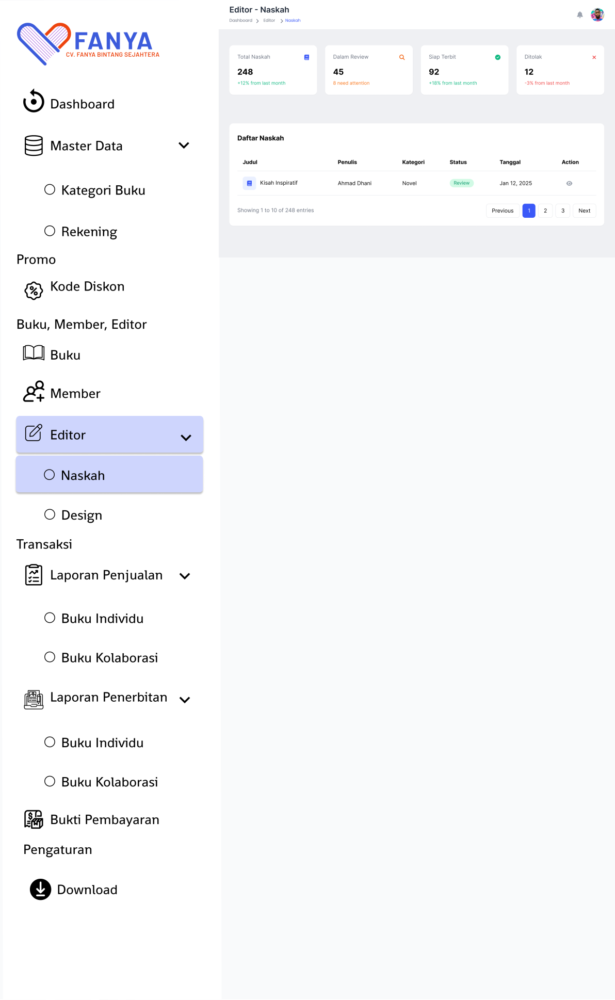 FANYA
CV. FANYA BINTANG SEJAHTERA
Dashboard
Master Data
Kategori Buku
Rekening
Promo
Kode Diskon
Buku, Member, Editor
Buku
Member
Editor
Naskah
Design
Transaksi
Laporan Penjualan
Buku Individu
Buku Kolaborasi
Laporan Penerbitan
Buku Individu
Buku Kolaborasi
Bukti Pembayaran
Pengaturan
Download
Editor - Naskah
Dashboard > Editor > Naskah
Total Naskah
248
+12% from last month
Dalam Review
45
8 need attention
Siap Terbit
92
+18% from last month
Ditolak
12
-3% from last month
Daftar Naskah
Judul Penulis Kategori Status Tanggal Action
Kisah Inspiratif Ahmad Dhani Novel Review Jan 12, 2025
Showing 1 to 10 of 248 entries
Previous 1 2 3 Next